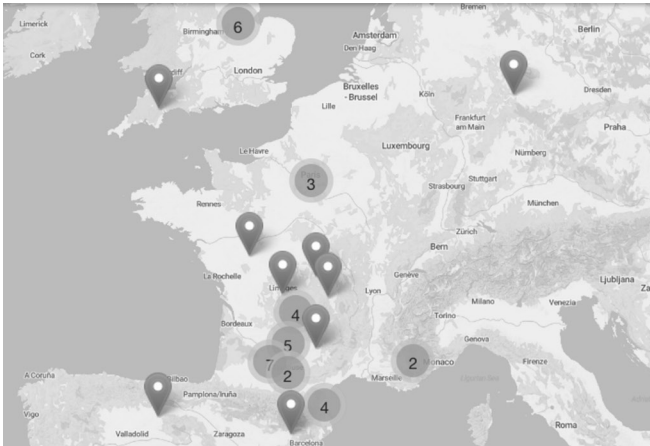 Limerick
Bremen
6
Birmingham
Amsterdam
Berlin
Den Haag
Cork
London
Bruxelles
- Brussel
Köln
Dresden
Lille
Frankfurt
am Main
Praha
Le Havre
Luxembourg
Nürnberg
3
Stuttgart
Strasbourg
Rennes
München
Zürich
Bern
La Rochelle
Limoges
Genève
Lyon
Ljubljana
Milano
Venezia
Za
4
Torino
Bordeaux
Genova
5
7
2
2
Monaco
Firenze
Marseille
A Coruña
Bilbao
Pamplona/Iruña
4
Vigo
Roma
Valladolid
Zaragoza
Barcelona